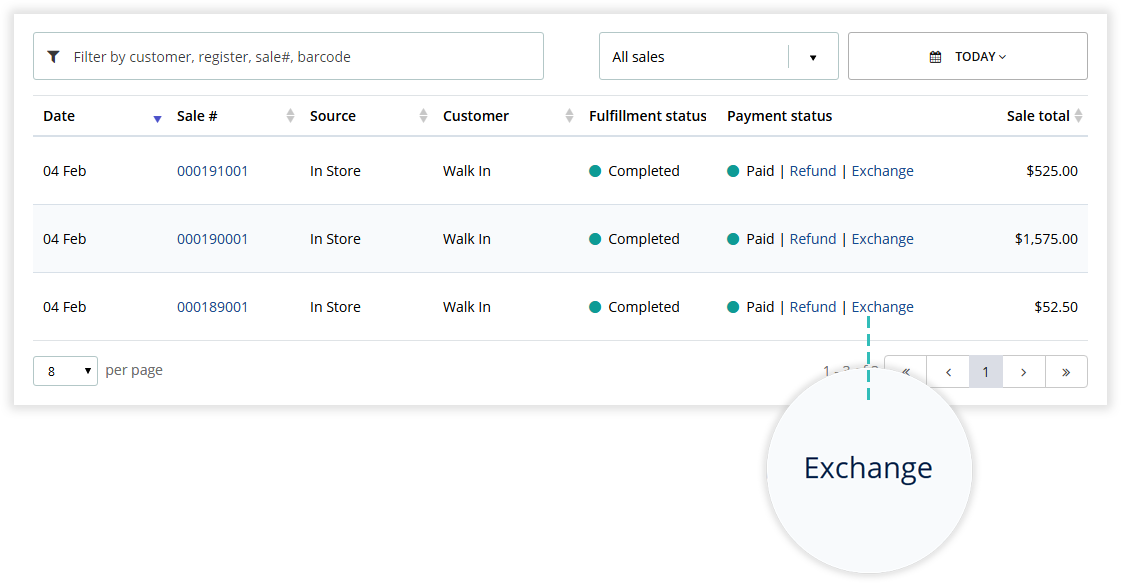 Filter by customer, register, sale#, barcode All sales TODAY
Date Sale # Source Customer Fulfillment status Payment status Sale total
04 Feb 000191001 In Store Walk In Completed Paid | Refund | Exchange $525.00
04 Feb 000190001 In Store Walk In Completed Paid | Refund | Exchange $1,575.00
04 Feb 000189001 In Store Walk In Completed Paid | Refund | Exchange $52.50
8 per page 1 - 3 « ‹ 1 › »
Exchange